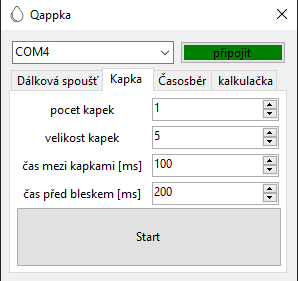 Qappka
COM4 připojit
Dálková spoušť Kapka Časosběr kalkulačka
pocet kapek 1
velikost kapek 5
čas mezi kapkami [ms] 100
čas před bleskem [ms] 200
Start